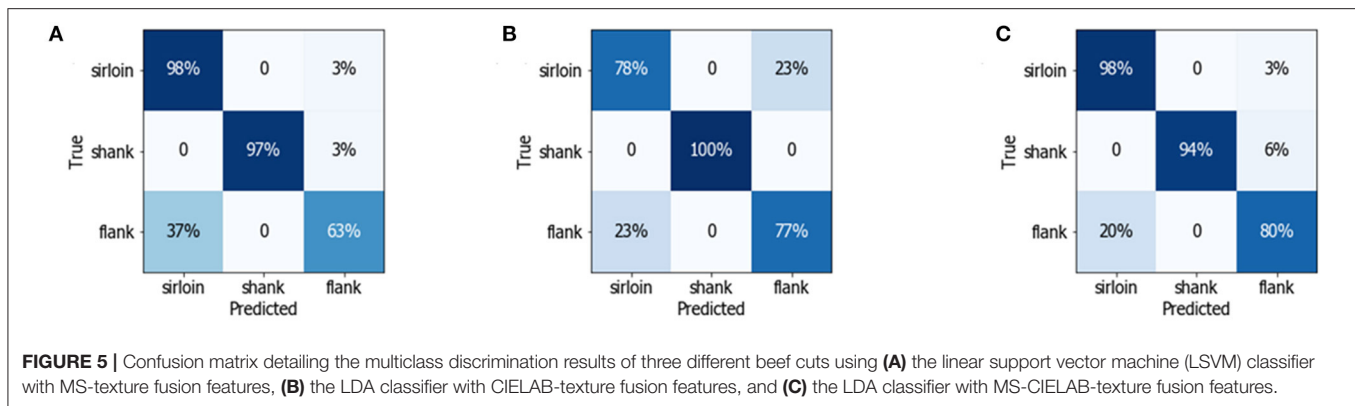 A
B
C
sirloin 98% 0 3%
shank 0 97% 3%
flank 37% 0 63%
sirloin shank flank
Predicted
True
sirloin 78% 0 23%
shank 0 100% 0
flank 23% 0 77%
sirloin shank flank
Predicted
True
sirloin 98% 0 3%
shank 0 94% 6%
flank 20% 0 80%
sirloin shank flank
Predicted
True
FIGURE 5 | Confusion matrix detailing the multiclass discrimination results of three different beef cuts using (A) the linear support vector machine (LSVM) classifier
with MS-texture fusion features, (B) the LDA classifier with CIELAB-texture fusion features, and (C) the LDA classifier with MS-CIELAB-texture fusion features.